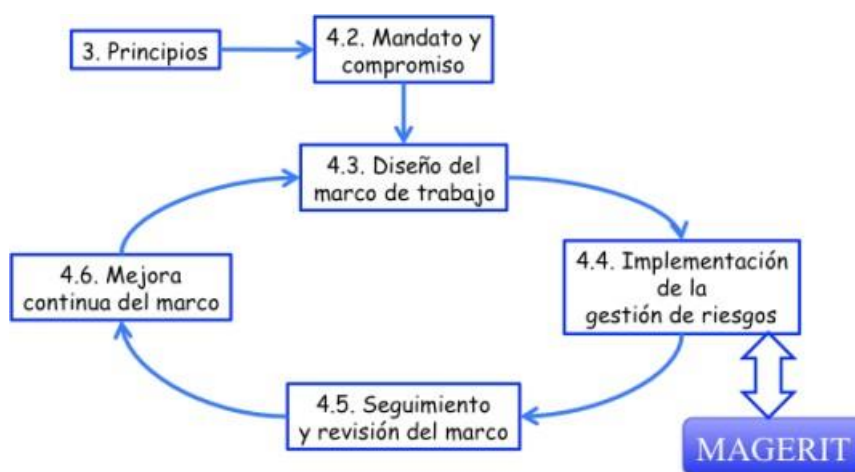 3. Principios
4.2. Mandato y
compromiso
4.3. Diseño del
marco de trabajo
4.6. Mejora
continua del marco
4.4. Implementación
de la
gestión de riesgos
4.5. Seguimiento
y revisión del marco
MAGERIT